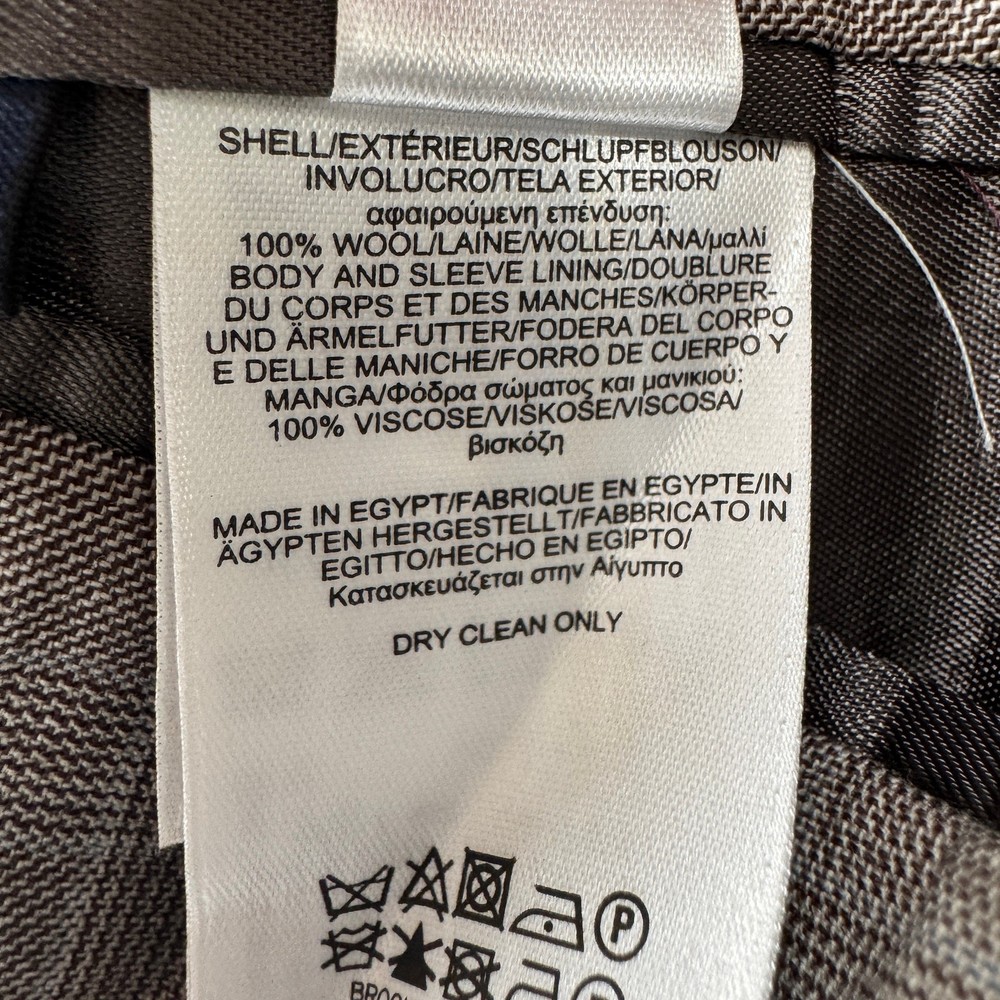 SHELL/EXTÉRIEUR/SCHLUPFBLOUSON/
INVOLUCRO/TELA EXTERIOR/
αφαιρούμενη επένδυση:
100% WOOL/LAINE/WOLLE/LANA/μαλλί
BODY AND SLEEVE LINING/DOUBLURE
DU CORPS ET DES MANCHES/KÖRPER-
UND ÄRMELFUTTER/FODERA DEL CORPO
E DELLE MANICHE/FORRO DE CUERPO Y
MANGA/Φόδρα σώματος και μανικιού:
100% VISCOSE/VISKOSE/VISCOSA/
βισκόζη
MADE IN EGYPT/FABRIQUE EN EGYPTE/IN
ÄGYPTEN HERGESTELLT/FABBRICATO IN
EGITTO/HECHO EN EGIPTO/
Κατασκευάζεται στην Αίγυπτο
DRY CLEAN ONLY
P